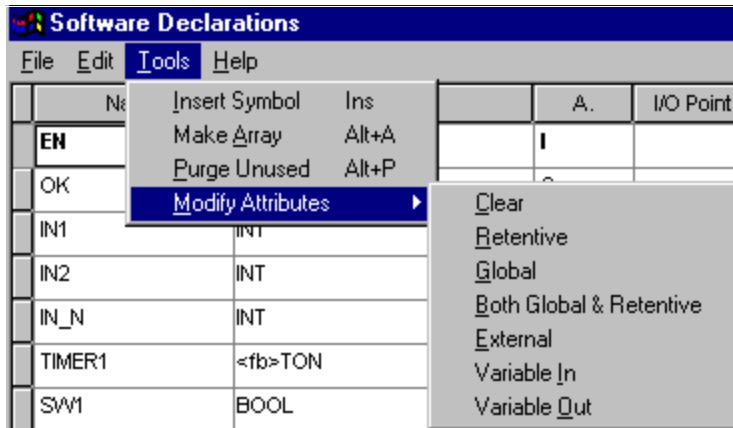 Software Declarations
File Edit Tools Help
Na A. I/O Point
Insert Symbol Ins
Make Array Alt+A
Purge Unused Alt+P
Modify Attributes
EN I
OK
IN1 INT
IN2 INT
IN_N INT
TIMER1 <fb>TON
SW1 BOOL
Clear
Retentive
Global
Both Global & Retentive
External
Variable In
Variable Out